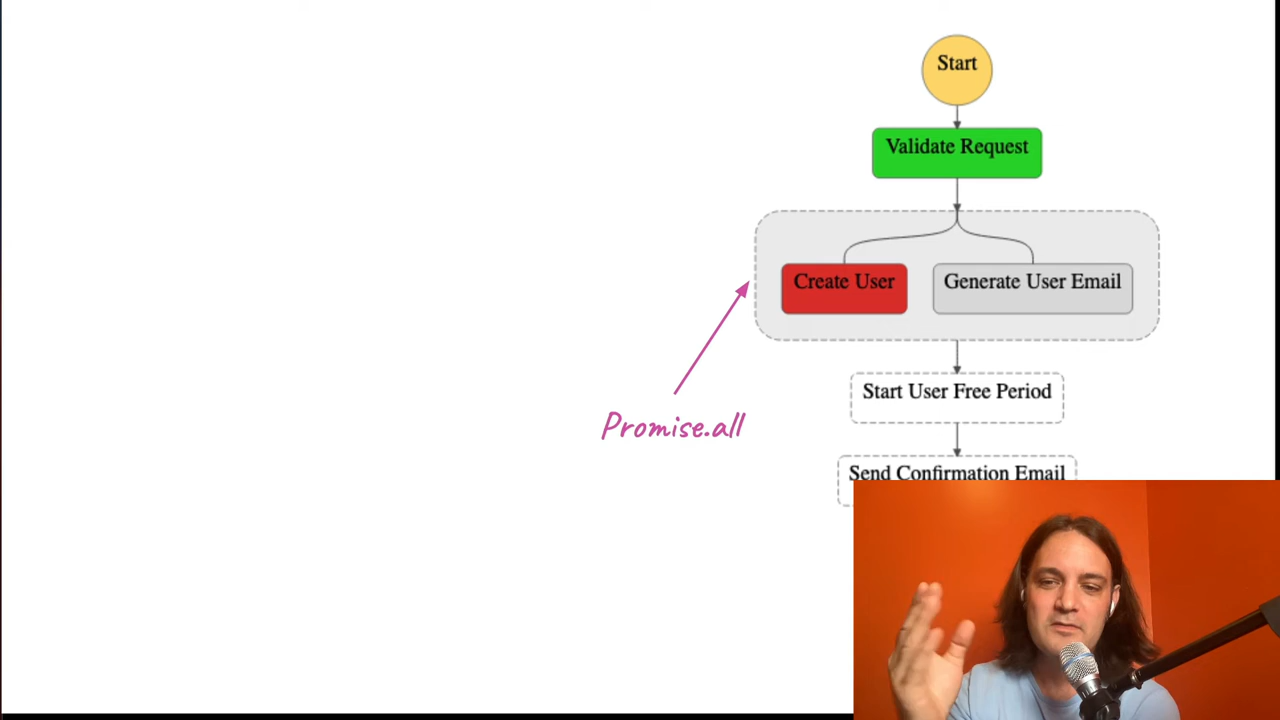 Start
Validate Request
Create User
Generate User Email
Start User Free Period
Promise.all
Send Confirmation Email